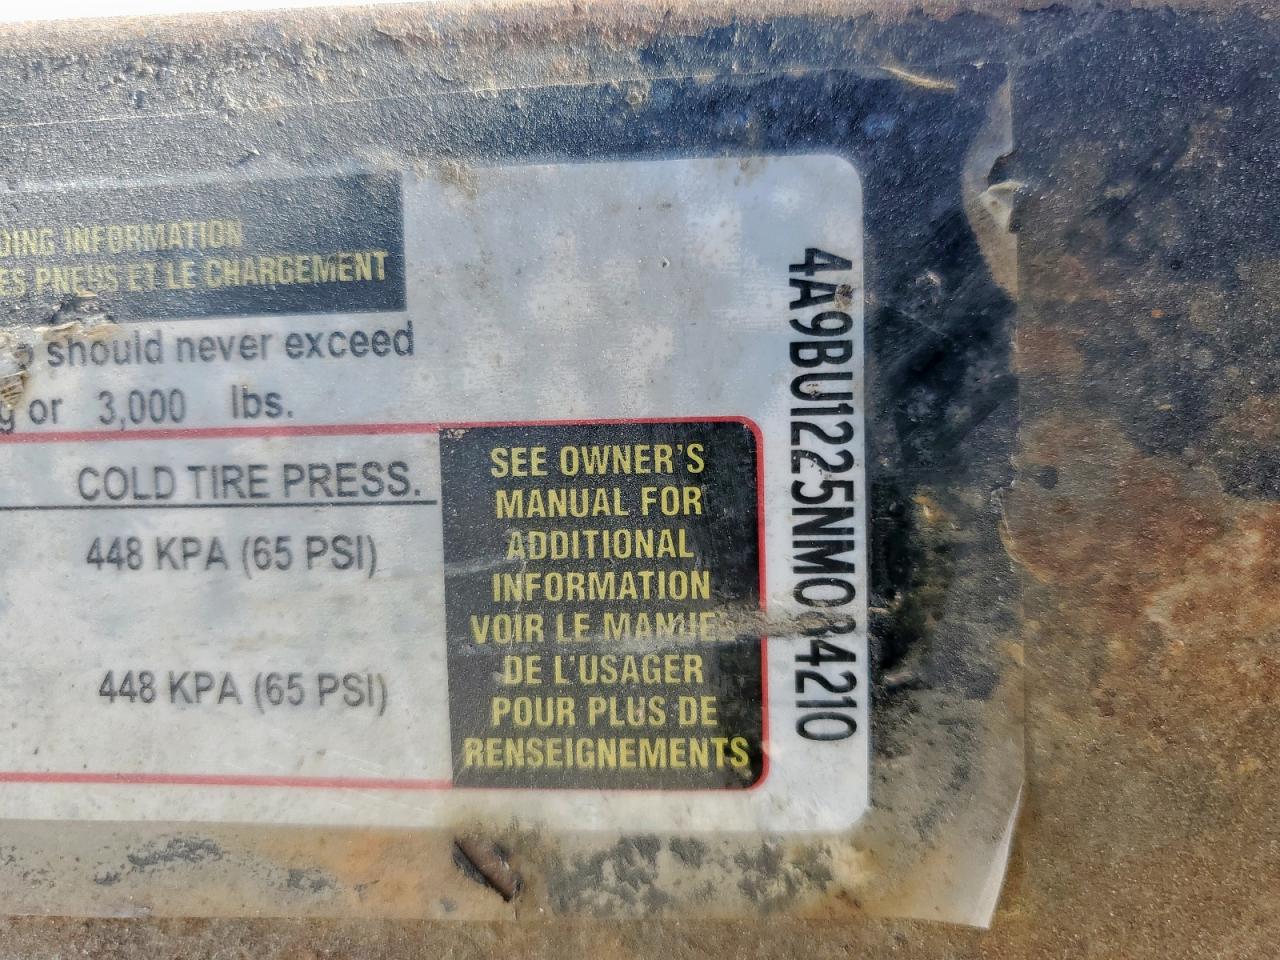 DING INFORMATION
ES PNEUS ET LE CHARGEMENT
should never exceed
or 3,000 lbs.
COLD TIRE PRESS.
448 KPA (65 PSI)
448 KPA (65 PSI)
SEE OWNER'S
MANUAL FOR
ADDITIONAL
INFORMATION
VOIR LE MANUEL
DE L'USAGER
POUR PLUS DE
RENSEIGNEMENTS
4A9BU1225NM084210